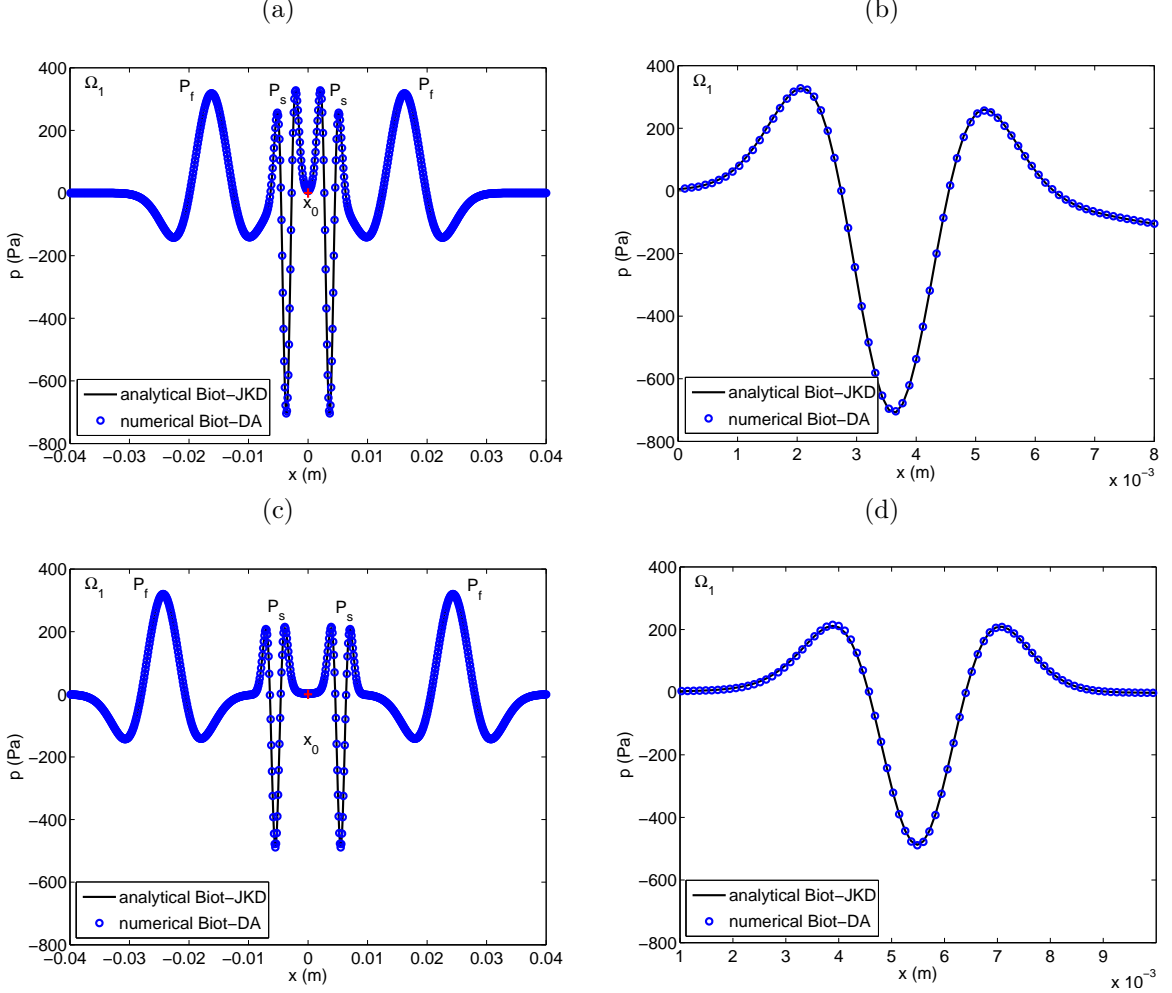 (a)
400
200
0
−200
−400
−600
−800
p (Pa)
Ω1
Pf
Ps
Ps
Pf
x0
analytical Biot−JKD
numerical Biot−DA
−0.04 −0.03 −0.02 −0.01 0 0.01 0.02 0.03 0.04
x (m)
(b)
400
200
0
−200
−400
−600
−800
p (Pa)
Ω1
analytical Biot−JKD
numerical Biot−DA
0 1 2 3 4 5 6 7 8
x (m)
x 10−3
(c)
400
200
0
−200
−400
−600
−800
p (Pa)
Ω1
Pf
Ps
Ps
Pf
x0
analytical Biot−JKD
numerical Biot−DA
−0.04 −0.03 −0.02 −0.01 0 0.01 0.02 0.03 0.04
x (m)
(d)
400
200
0
−200
−400
−600
−800
p (Pa)
Ω1
analytical Biot−JKD
numerical Biot−DA
1 2 3 4 5 6 7 8 9
x (m)
x 10−3